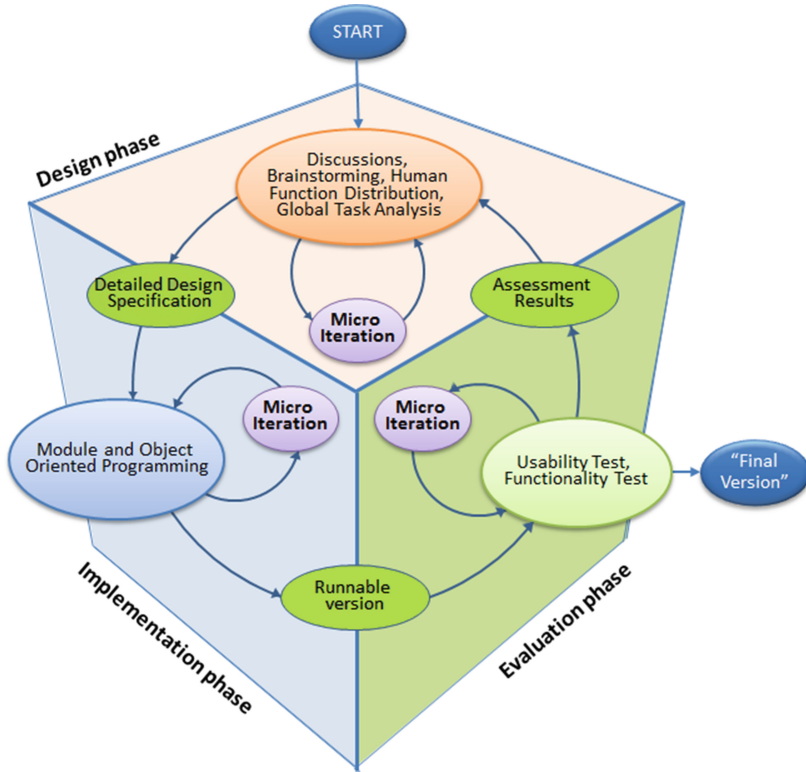 START
Design phase
Discussions,
Brainstorming, Human
Function Distribution,
Global Task Analysis
Detailed Design
Specification
Assessment
Results
Micro
Iteration
Micro
Iteration
Micro
Iteration
Module and Object
Oriented Programming
Usability Test,
Functionality Test
“Final
Version”
Runnable
version
Implementation phase
Evaluation phase